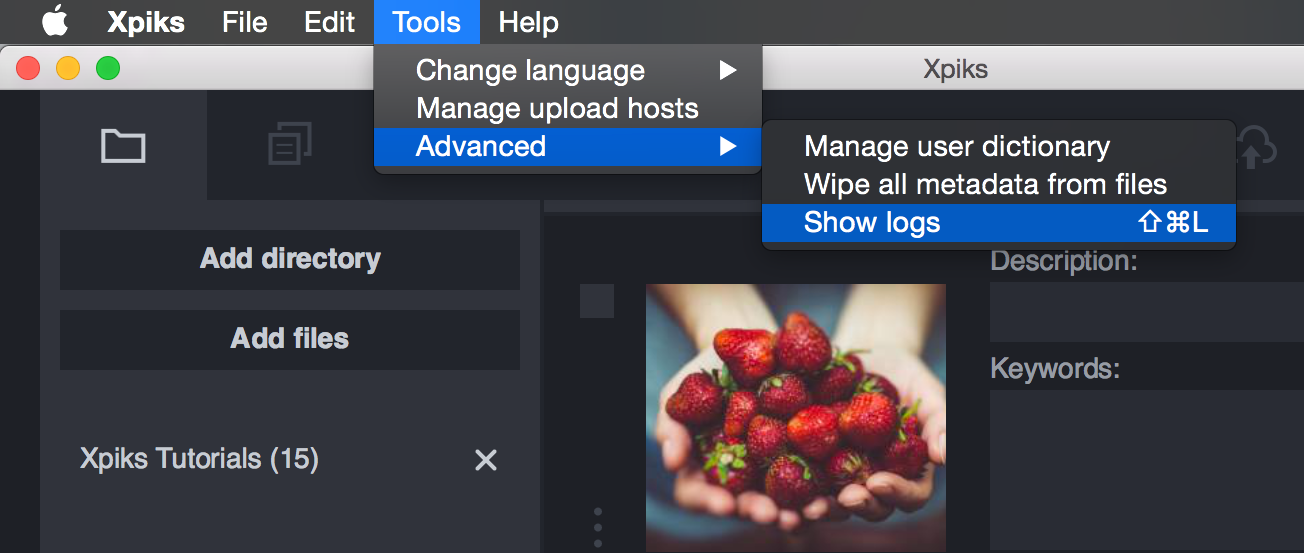 Xpiks File Edit Tools Help
Xpiks
Change language
Manage upload hosts
Advanced
Manage user dictionary
Wipe all metadata from files
Show logs ⇧⌘L
Add directory
Add files
Xpiks Tutorials (15)
Description:
Keywords: